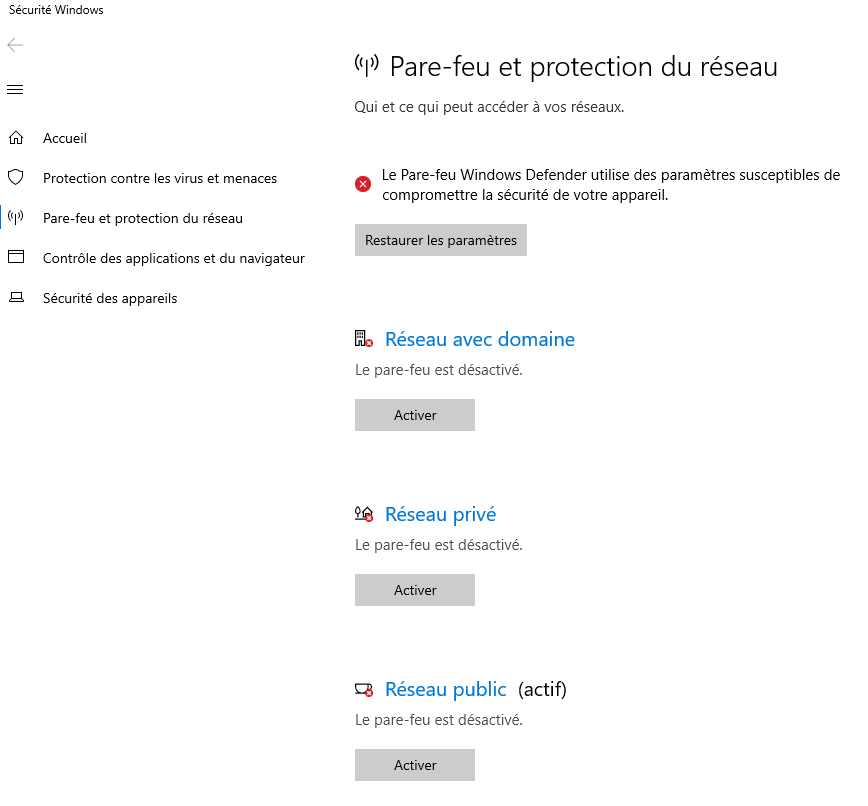 Sécurité Windows
Accueil
Protection contre les virus et menaces
Pare-feu et protection du réseau
Contrôle des applications et du navigateur
Sécurité des appareils
Pare-feu et protection du réseau
Qui et ce qui peut accéder à vos réseaux.
Le Pare-feu Windows Defender utilise des paramètres susceptibles de
compromettre la sécurité de votre appareil.
Restaurer les paramètres
Réseau avec domaine
Le pare-feu est désactivé.
Activer
Réseau privé
Le pare-feu est désactivé.
Activer
Réseau public (actif)
Le pare-feu est désactivé.
Activer